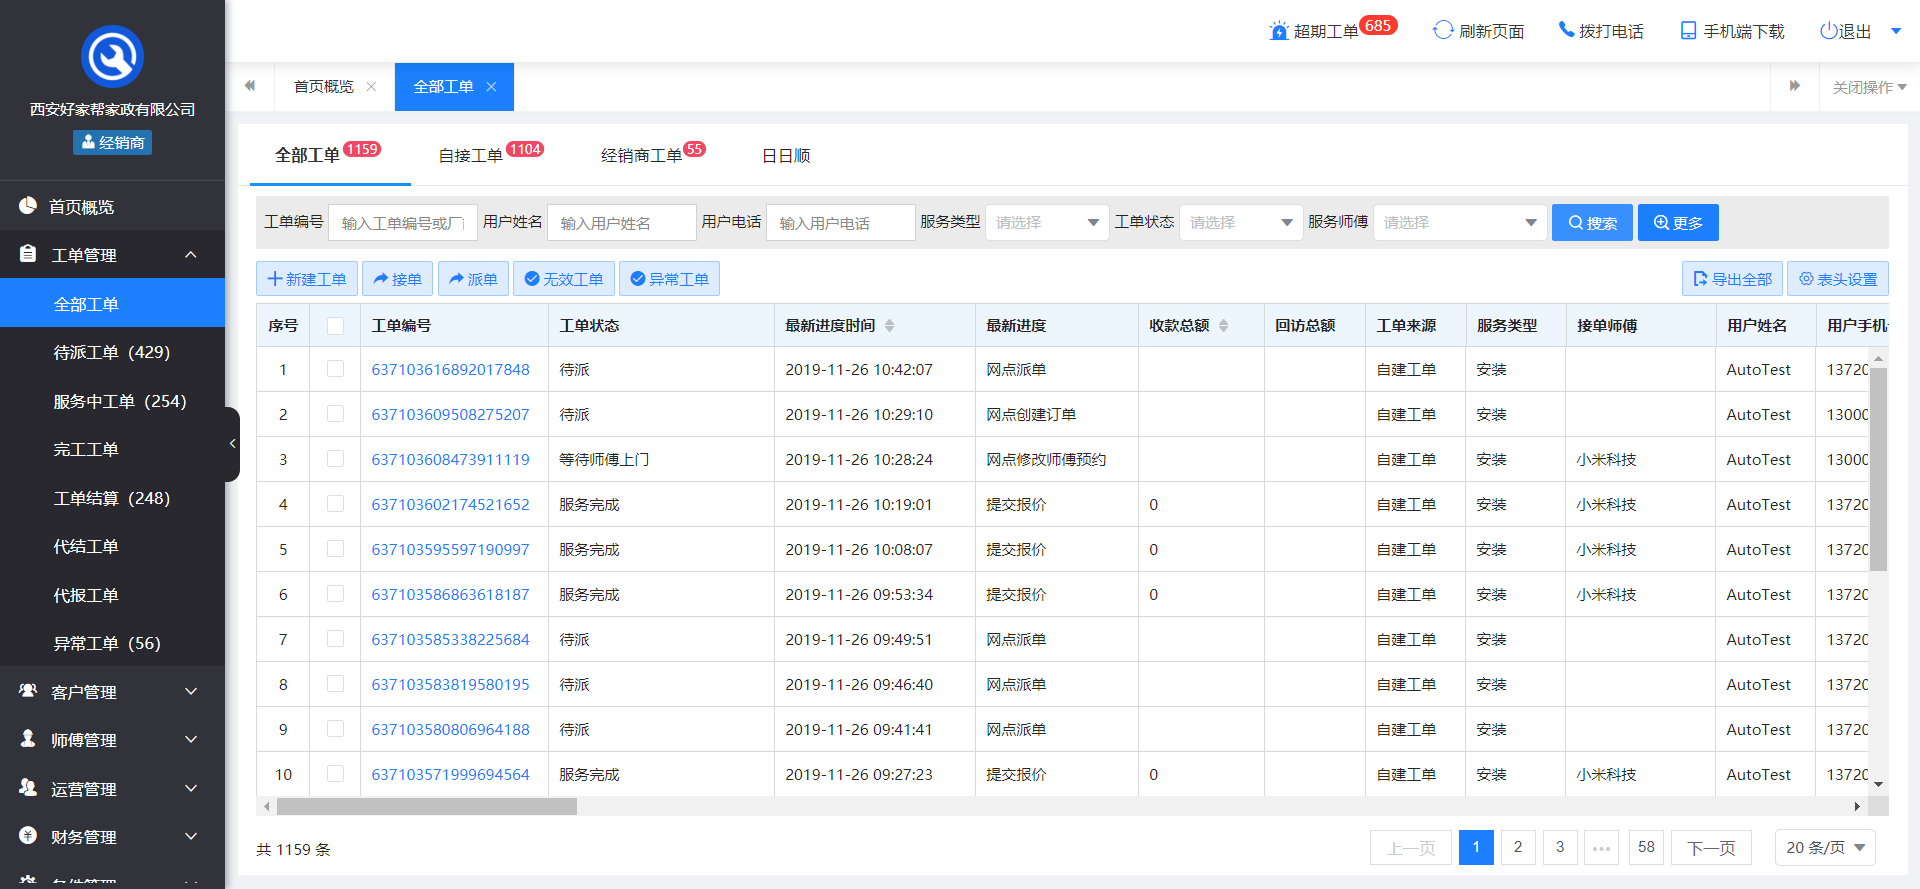 西安好家帮家政有限公司
经销商
首页概览
工单管理
全部工单
待派工单（429）
服务中工单（254）
完工工单
工单结算（248）
代结工单
代报工单
异常工单（56）
客户管理
师傅管理
运营管理
财务管理
超期工单 685 刷新页面 拨打电话 手机端下载 退出
首页概览 全部工单 关闭操作
全部工单 1159 自接工单 1104 经销商工单 55 日日顺
工单编号 输入工单编号或厂 用户姓名 输入用户姓名 用户电话 输入用户电话 服务类型 请选择 工单状态 请选择 服务师傅 请选择 搜索 更多
新建工单 接单 派单 无效工单 异常工单 导出全部 表头设置
序号 工单编号 工单状态 最新进度时间 最新进度 收款总额 回访总额 工单来源 服务类型 接单师傅 用户姓名 用户手机
1 637103616892017848 待派 2019-11-26 10:42:07 网点派单 自建工单 安装 AutoTest 13720
2 637103609508275207 待派 2019-11-26 10:29:10 网点创建订单 自建工单 安装 AutoTest 13000
3 637103608473911119 等待师傅上门 2019-11-26 10:28:24 网点修改师傅预约 自建工单 安装 小米科技 AutoTest 13000
4 637103602174521652 服务完成 2019-11-26 10:19:01 提交报价 0 自建工单 安装 小米科技 AutoTest 13720
5 637103595597190997 服务完成 2019-11-26 10:08:07 提交报价 0 自建工单 安装 小米科技 AutoTest 13720
6 637103586863618187 服务完成 2019-11-26 09:53:34 提交报价 0 自建工单 安装 小米科技 AutoTest 13720
7 637103585338225684 待派 2019-11-26 09:49:51 网点派单 自建工单 安装 AutoTest 13720
8 637103583819580195 待派 2019-11-26 09:46:40 网点派单 自建工单 安装 AutoTest 13720
9 637103580806964188 待派 2019-11-26 09:41:41 网点派单 自建工单 安装 AutoTest 13720
10 637103571999694564 服务完成 2019-11-26 09:27:23 提交报价 0 自建工单 安装 小米科技 AutoTest 13720
共 1159 条 上一页 1 2 3 ••• 58 下一页 20 条/页